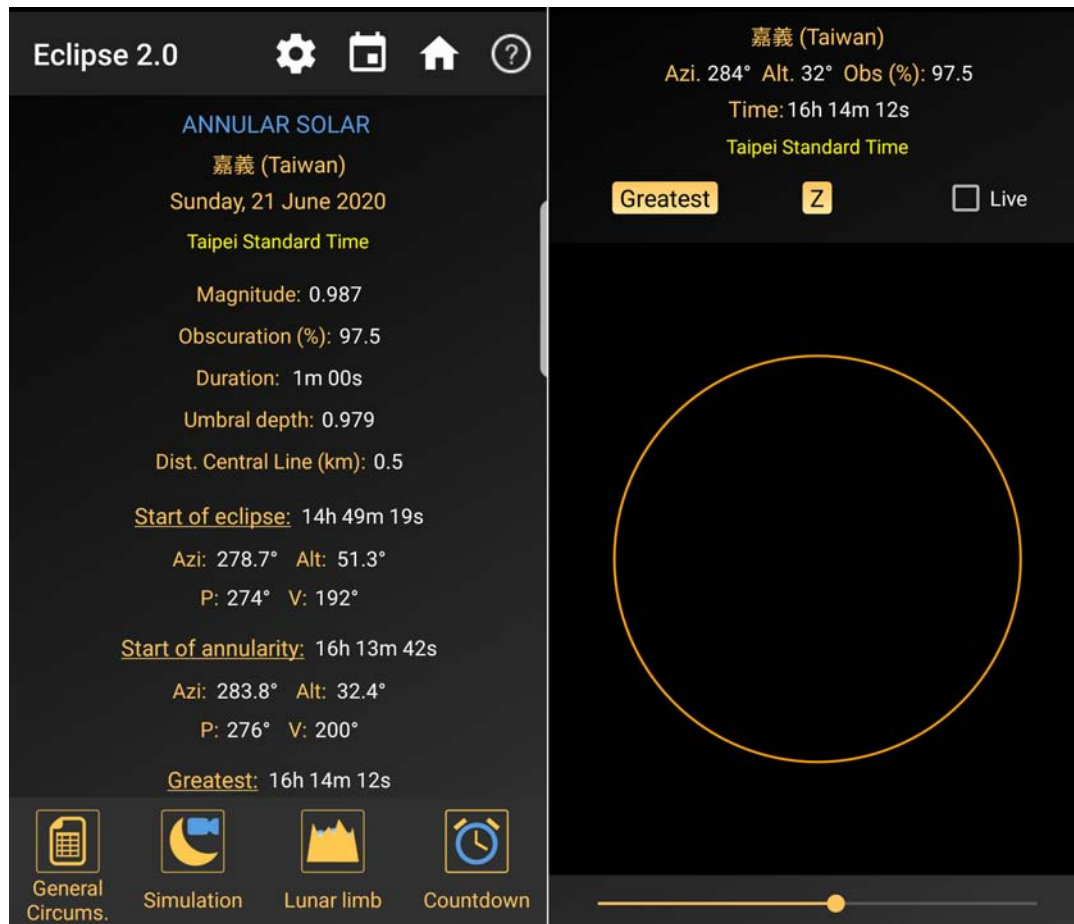 Eclipse 2.0
ANNULAR SOLAR
嘉義 (Taiwan)
Sunday, 21 June 2020
Taipei Standard Time
Magnitude: 0.987
Obscuration (%): 97.5
Duration: 1m 00s
Umbral depth: 0.979
Dist. Central Line (km): 0.5
Start of eclipse: 14h 49m 19s
Azi: 278.7° Alt: 51.3°
P: 274° V: 192°
Start of annularity: 16h 13m 42s
Azi: 283.8° Alt: 32.4°
P: 276° V: 200°
Greatest: 16h 14m 12s
General
Circums.
Simulation
Lunar limb
Countdown
嘉義 (Taiwan)
Azi. 284° Alt. 32° Obs (%): 97.5
Time: 16h 14m 12s
Taipei Standard Time
Greatest Z Live